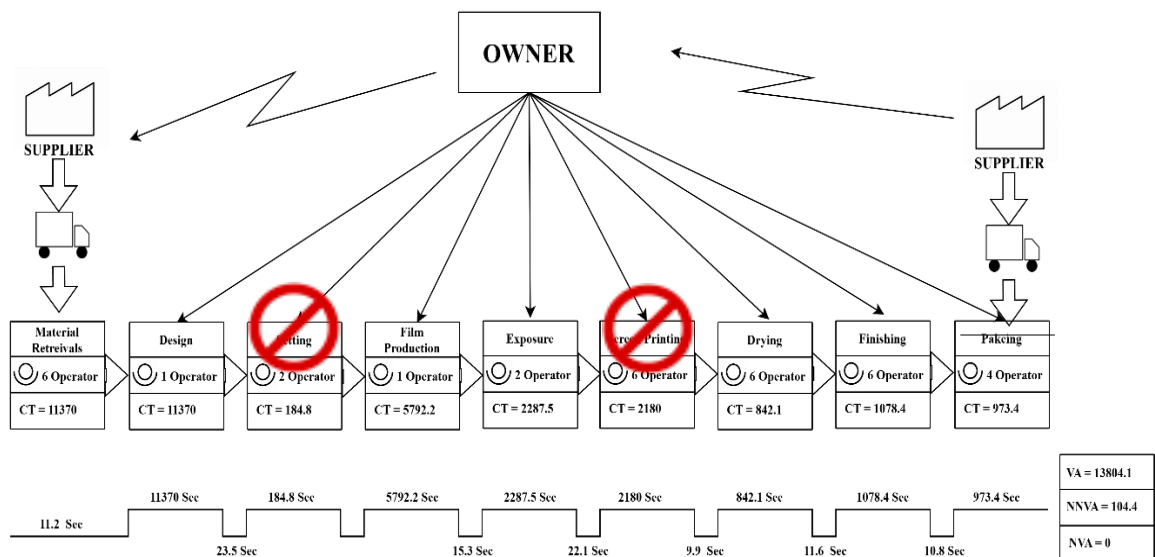 OWNER
SUPPLIER
SUPPLIER
Material
Retreivals
6 Operator
CT = 11370
Design
1 Operator
CT = 11370
2 Operator
CT = 184.8
Film
Production
1 Operator
CT = 5792.2
Exposure
2 Operator
CT = 2287.5
Printing
6 Operator
CT = 2180
Drying
6 Operator
CT = 842.1
Finishing
6 Operator
CT = 1078.4
Pakcing
4 Operator
CT = 973.4
11.2 Sec
11370 Sec
23.5 Sec
184.8 Sec
5792.2 Sec
15.3 Sec
2287.5 Sec
22.1 Sec
2180 Sec
9.9 Sec
842.1 Sec
11.6 Sec
1078.4 Sec
10.8 Sec
973.4 Sec
VA = 13804.1
NNVA = 104.4
NVA = 0